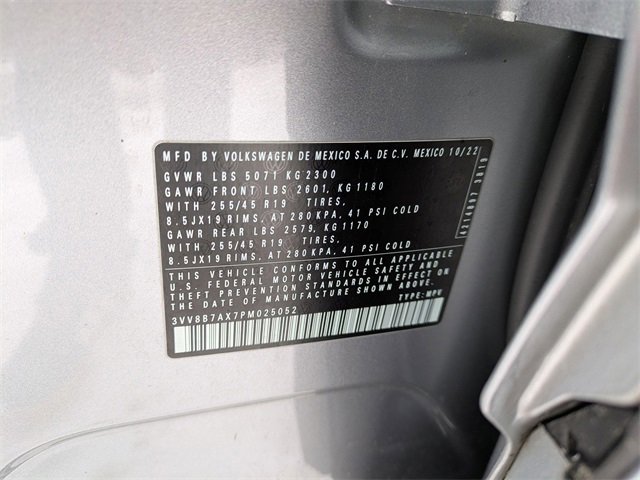 MFD BY VOLKSWAGEN DE MEXICO S.A. DE C.V. MEXICO 10/22
GVWR LBS 5071 KG 2300
GAWR FRONT LBS 2601, KG 1180
WITH 255/45 R19 TIRES,
8.5JX19 RIMS, AT 280 KPA, 41 PSI COLD
GAWR REAR LBS 2579, KG 1170
WITH 255/45 R19 TIRES,
8.5JX19 RIMS, AT 280 KPA, 41 PSI COLD
THIS VEHICLE CONFORMS TO ALL APPLICABLE
U.S. FEDERAL MOTOR VEHICLE SAFETY AND
THEFT PREVENTION STANDARDS IN EFFECT ON
THE DATE OF MANUFACTURE SHOWN ABOVE.
3VV8B7AX7PM025052 TYPE: MPV